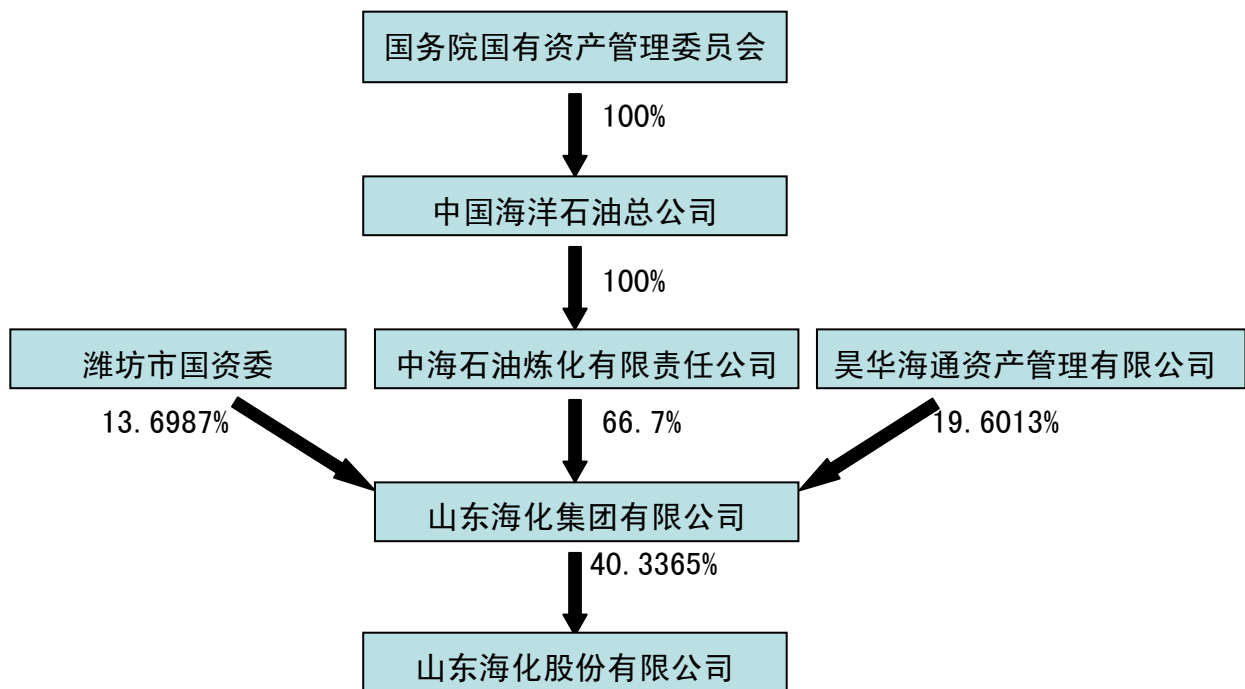 国务院国有资产管理委员会
100%
中国海洋石油总公司
100%
潍坊市国资委
中海石油炼化有限责任公司
昊华海通资产管理有限公司
13.6987%
66.7%
19.6013%
山东海化集团有限公司
40.3365%
山东海化股份有限公司